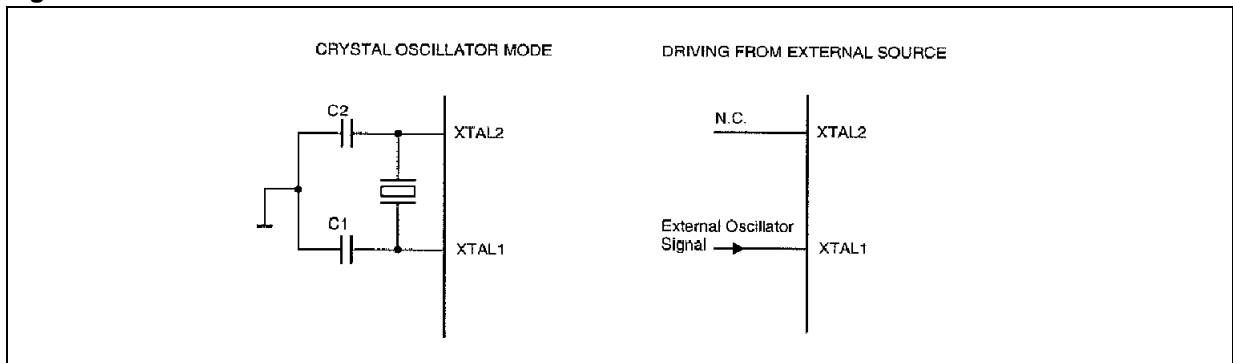 CRYSTAL OSCILLATOR MODE
C2
XTAL2
C1
XTAL1
DRIVING FROM EXTERNAL SOURCE
N.C.
XTAL2
External Oscillator
Signal
XTAL1